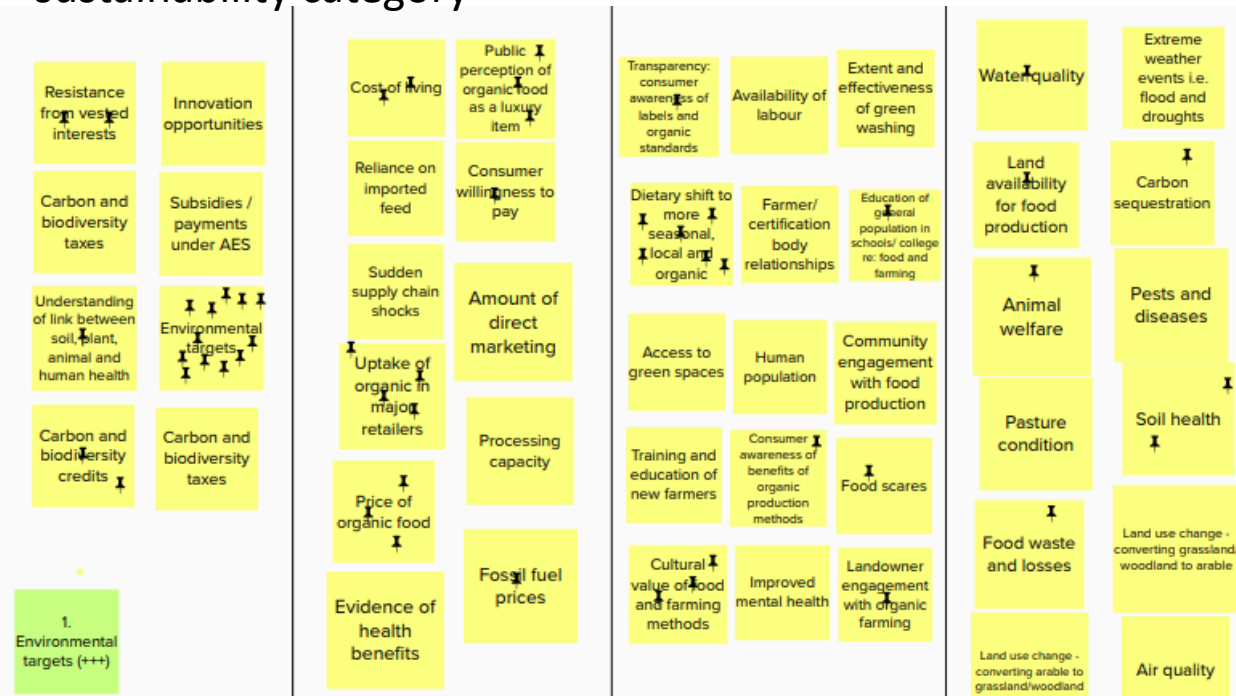 sustainability category
Resistance
from vested
interests
Innovation
opportunities
Carbon and
biodiversity
taxes
Subsidies /
payments
under AES
Understanding
of link between
soil, plant,
animal and
human health
Environmental
targets
Carbon and
biodiversity
credits
Carbon and
biodiversity
taxes
1.
Environmental
targets (+++)
Cost of living
Public
perception of
organic food
as a luxury
item
Reliance on
imported
feed
Consumer
willingness to
pay
Sudden
supply chain
shocks
Amount of
direct
marketing
Uptake of
organic in
major
retailers
Processing
capacity
Price of
organic food
Fossil fuel
prices
Evidence of
health
benefits
Transparency:
consumer
awareness of
labels and
organic
standards
Availability of
labour
Extent and
effectiveness
of green
washing
Dietary shift to
more
seasonal,
local and
organic
Farmer/
certification
body
relationships
Education of
general
population in
schools/ college
re: food and
farming
Access to
green spaces
Human
population
Community
engagement
with food
production
Training and
education of
new farmers
Consumer
awareness of
benefits of
organic
production
methods
Food scares
Cultural
value of food
and farming
methods
Improved
mental health
Landowner
engagement
with organic
farming
Water quality
Extreme
weather
events i.e.
flood and
droughts
Land
availability
for food
production
Carbon
sequestration
Animal
welfare
Pests and
diseases
Pasture
condition
Soil health
Food waste
and losses
Land use change -
converting grassland/
woodland to arable
Land use change -
converting arable to
grassland/woodland
Air quality